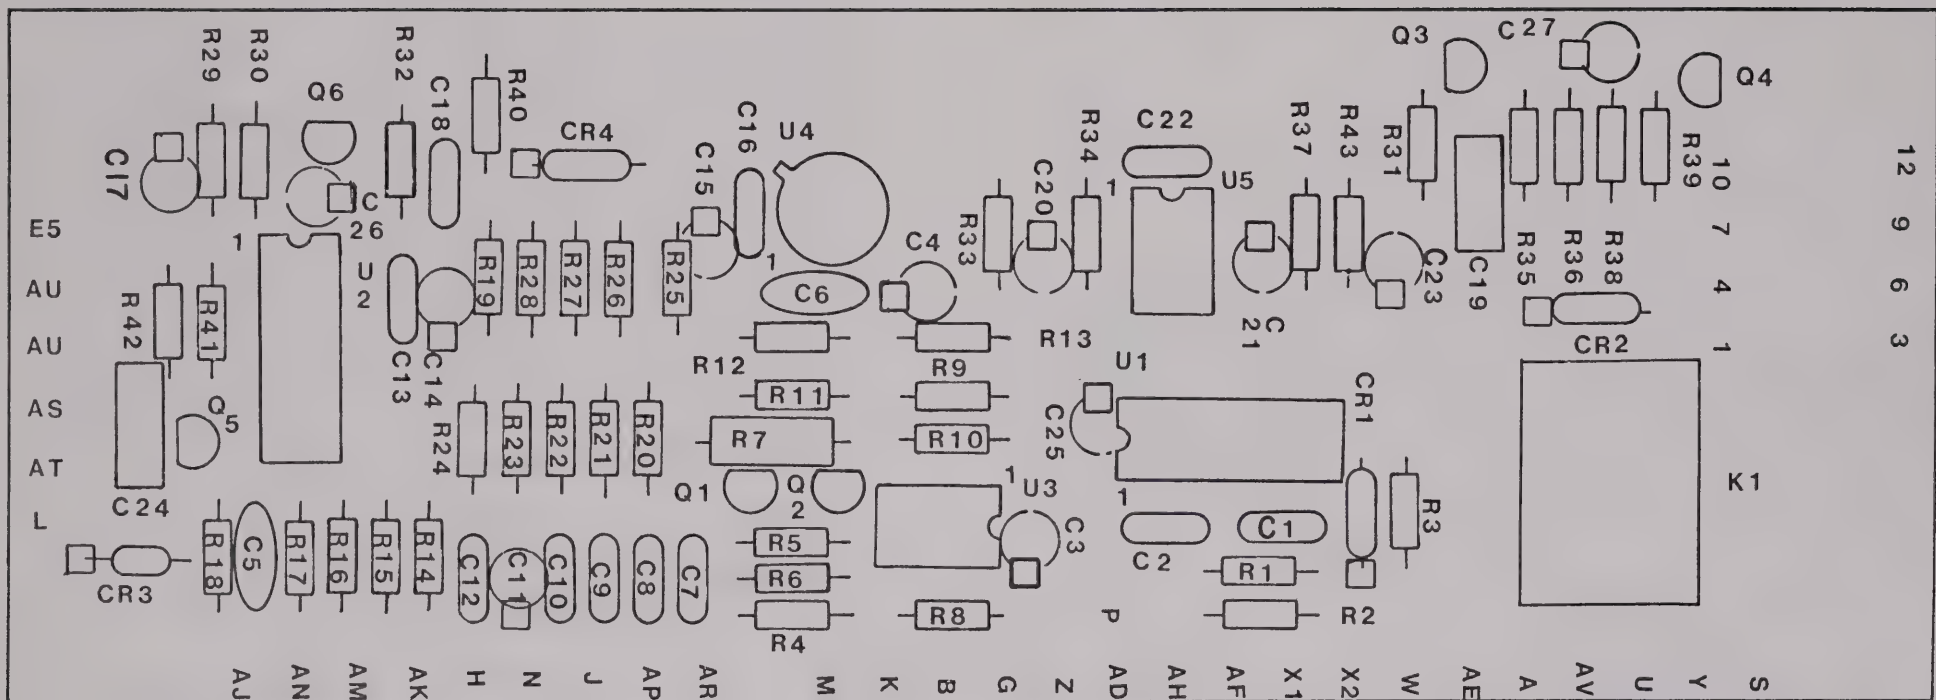 R29
R30
Q6
R32
C18
R40
CR4
C16
U4
R34
C22
R37
R43
Q3
C27
Q4
C17
C15
C20
1
U5
R31
R39
10
12
C
26
E5
1
U
2
R19
R28
R27
R26
R25
1
C6
C4
R33
C
21
C23
C19
R35
R36
R38
7
9
AU
4
6
R42
R41
C13
C14
R12
R13
R9
U1
CR2
1
3
AU
AS
Q
5
R24
R23
R22
R21
R20
R11
R7
R10
C25
CR1
AT
C24
Q1
Q
2
1
U3
1
R3
K1
L
CR3
R18
C5
R17
R16
R15
R14
C12
C11
C10
C9
C8
C7
R5
R6
R4
R8
C3
C2
C1
R1
R2
P
AJ
AN
AM
AK
H
N
J
AP
AR
M
K
B
G
Z
AD
AH
AF
X1
X2
W
AE
A
AV
U
Y
S